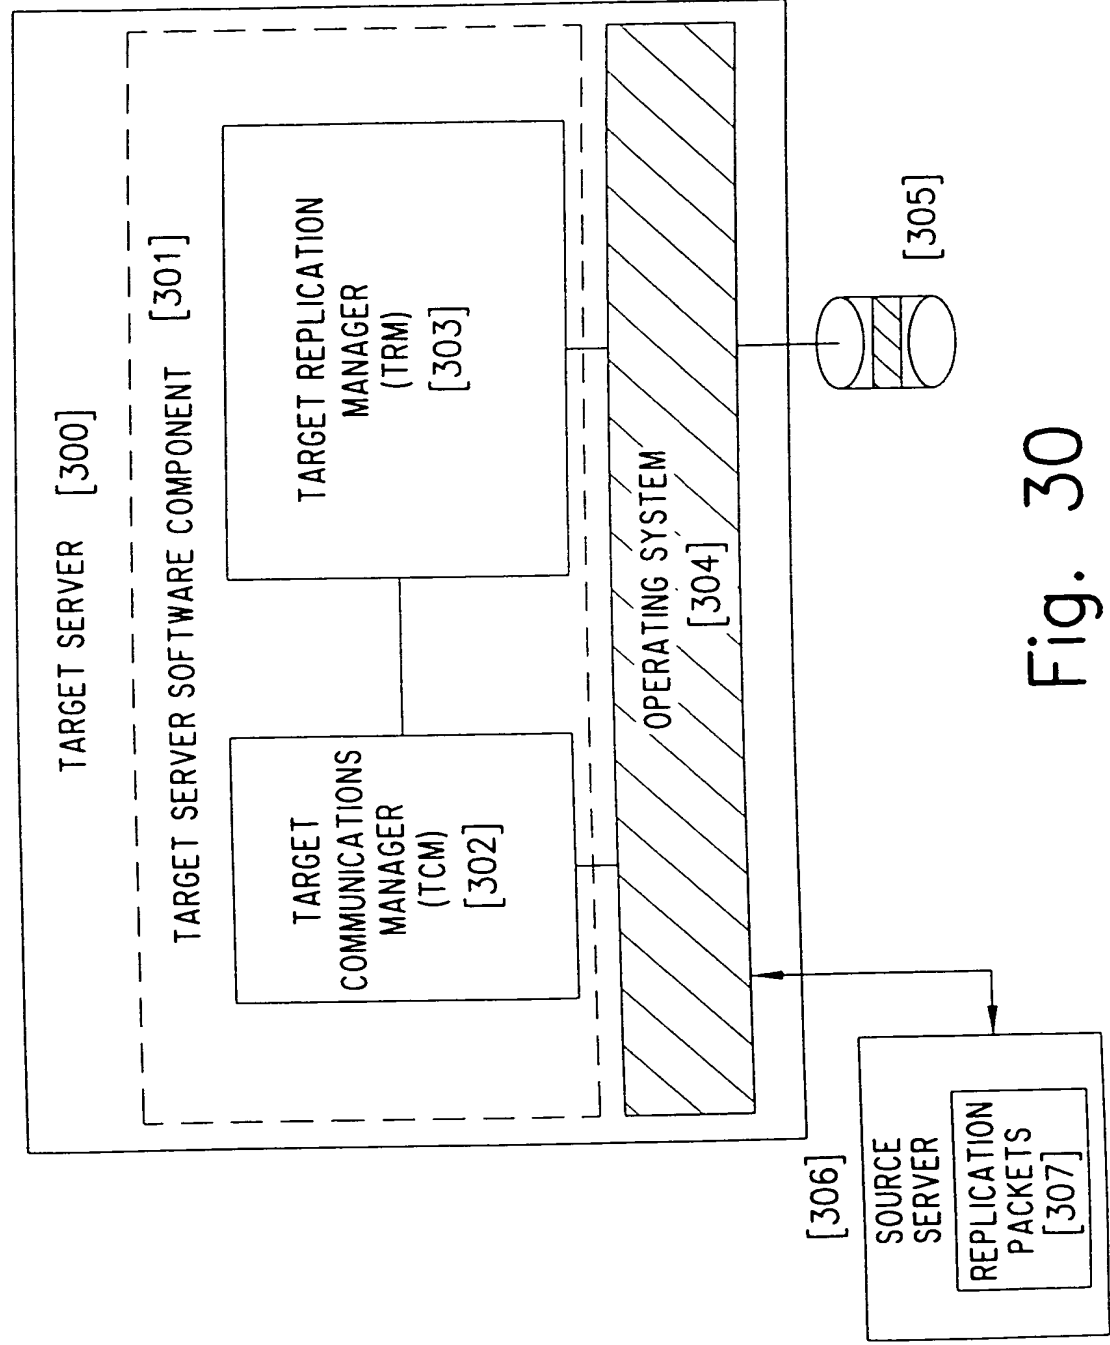 TARGET SERVER [300]
TARGET SERVER SOFTWARE COMPONENT [301]
TARGET
COMMUNICATIONS
MANAGER
(TCM)
[302]
TARGET REPLICATION
MANAGER
(TRM)
[303]
OPERATING SYSTEM
[304]
[306]
SOURCE
SERVER
REPLICATION
PACKETS
[307]
[305]
Fig. 30